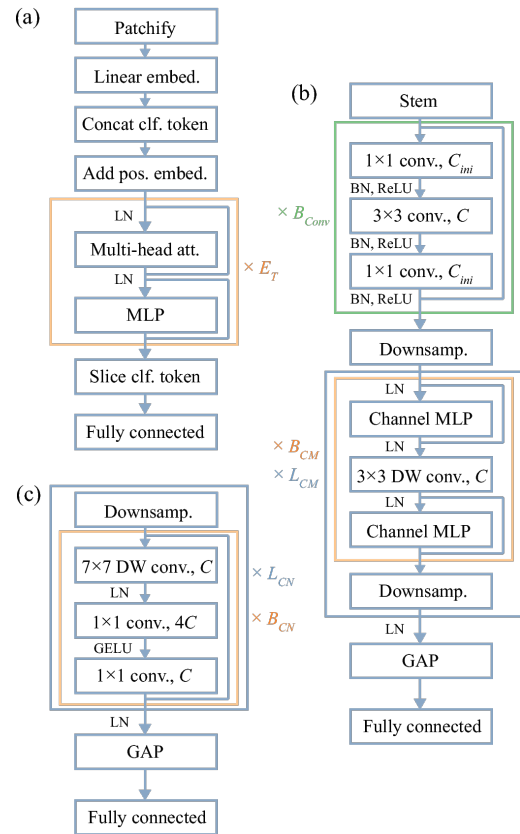 (a)
Patchify
Linear embed.
Concat clf. token
Add pos. embed.
LN
Multi-head att.
LN
MLP
× E_T
Slice clf. token
Fully connected
(b)
Stem
1×1 conv., C_ini
BN, ReLU
3×3 conv., C
BN, ReLU
1×1 conv., C_ini
BN, ReLU
× B_Conv
Downsamp.
LN
Channel MLP
LN
3×3 DW conv., C
LN
Channel MLP
× B_CM
× L_CM
Downsamp.
LN
GAP
Fully connected
(c)
Downsamp.
7×7 DW conv., C
LN
1×1 conv., 4C
GELU
1×1 conv., C
× L_CN
× B_CN
LN
GAP
Fully connected